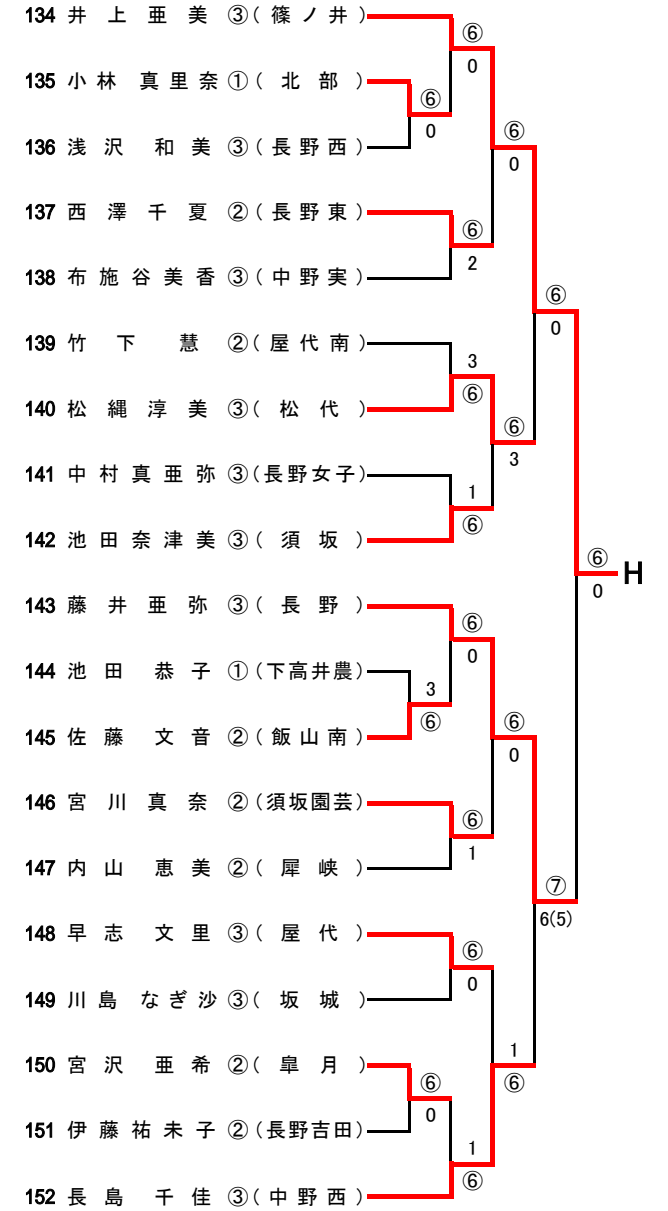 134 井上亜美 ③(篠ノ井)
⑥
0
135 小林 真里奈 ①(北部)
⑥
0
⑥
0
136 浅沢 和美 ③(長野西)
137 西澤千夏 ②(長野東)
⑥
2
138 布施谷美香 ③(中野実)
⑥
0
139 竹下 慧 ②(屋代南)
3
⑥
140 松縄淳美 ③(松代)
⑥
3
141 中村真亜弥 ③(長野女子)
1
⑥
142 池田奈津美 ③(須坂)
⑥
0
H
143 藤井亜弥 ③(長野)
⑥
0
144 池田 恭子 ①(下高井農)
3
⑥
145 佐藤 文音 ②(飯山南)
⑥
0
146 宮川真奈 ②(須坂園芸)
⑥
1
147 内山 恵美 ②(犀峡)
⑦
6(5)
148 早志 文里 ③(屋代)
⑥
0
149 川島 なぎ沙 ③(坂城)
1
⑥
150 宮沢 亜希 ②(皐月)
⑥
0
151 伊藤祐未子 ②(長野吉田)
1
⑥
152 長島 千佳 ③(中野西)